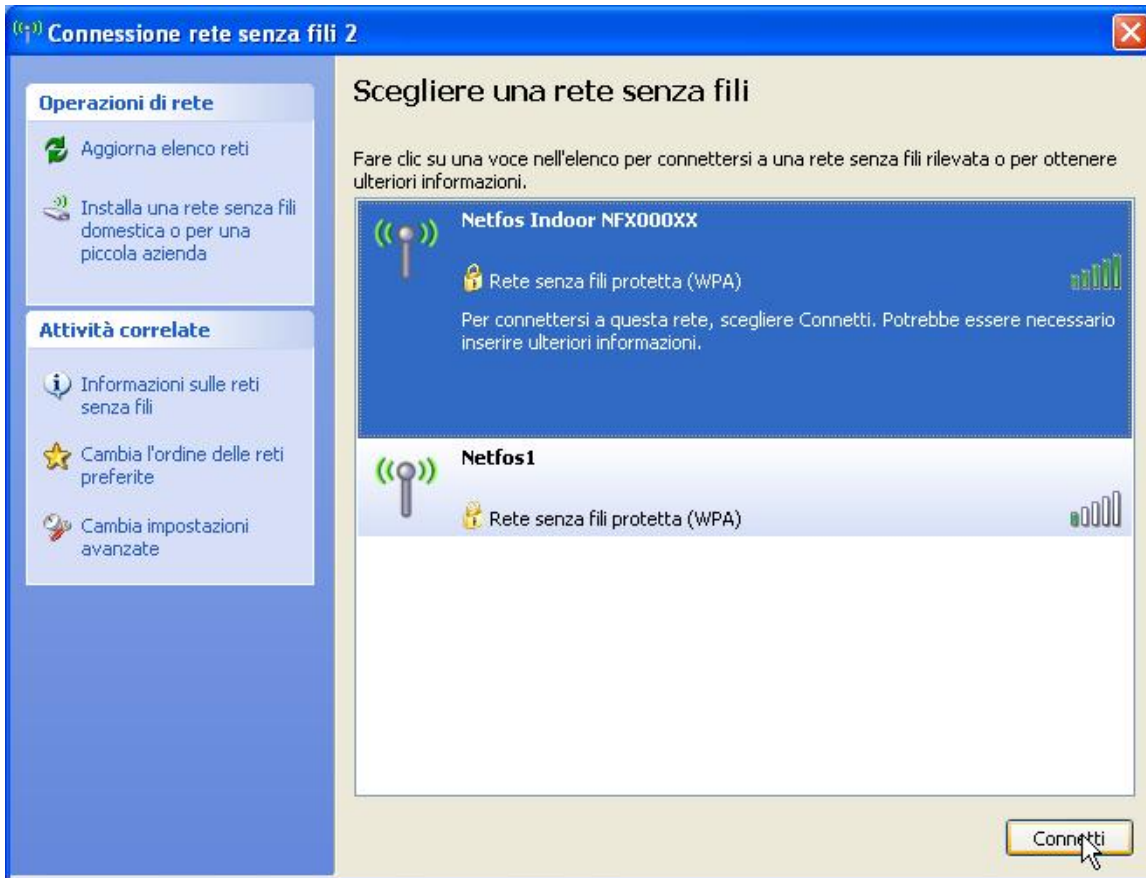 Connessione rete senza fili 2
Operazioni di rete
Aggiorna elenco reti
Installa una rete senza fili
domestica o per una
piccola azienda
Attività correlate
Informazioni sulle reti
senza fili
Cambia l'ordine delle reti
preferite
Cambia impostazioni
avanzate
Scegliere una rete senza fili
Fare clic su una voce nell'elenco per connettersi a una rete senza fili rilevata o per ottenere
ulteriori informazioni.
Netfos Indoor NFX000XX
Rete senza fili protetta (WPA)
Per connettersi a questa rete, scegliere Connetti. Potrebbe essere necessario
inserire ulteriori informazioni.
Netfos1
Rete senza fili protetta (WPA)
Connetti